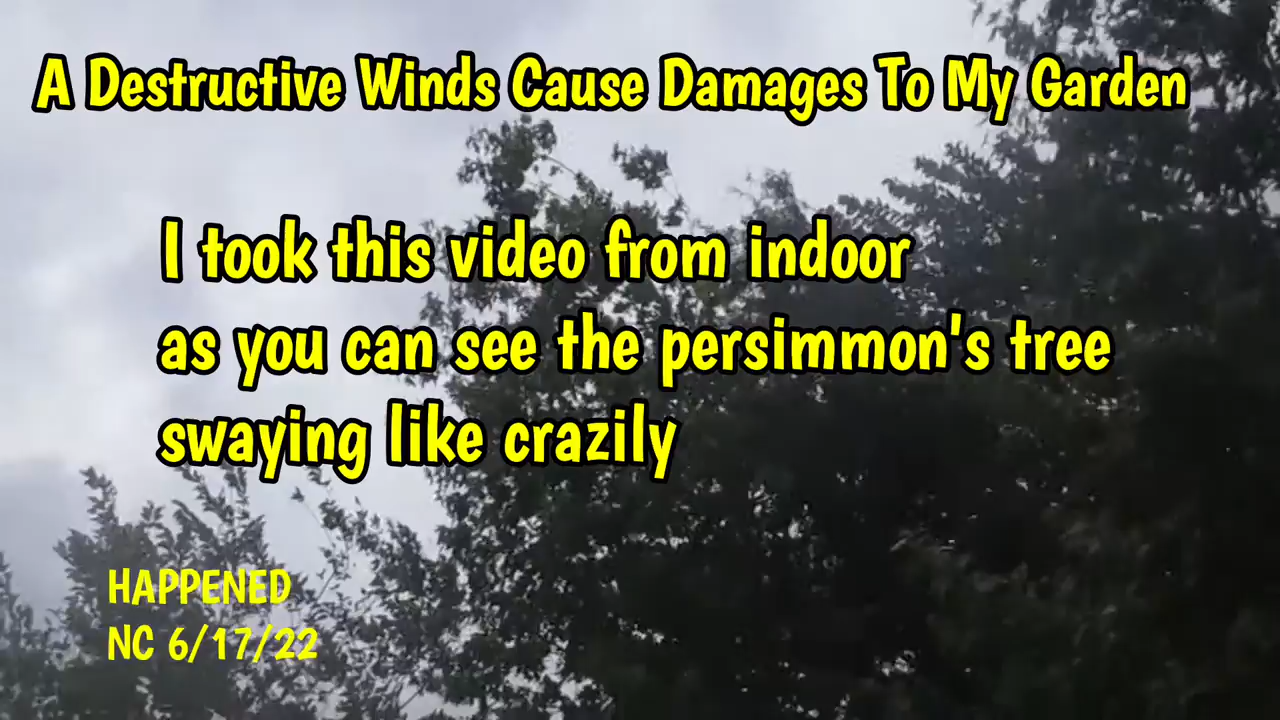 A Destructive Winds Cause Damages To My Garden
I took this video from indoor
as you can see the persimmon's tree
swaying like crazily
HAPPENED
NC 6/17/22